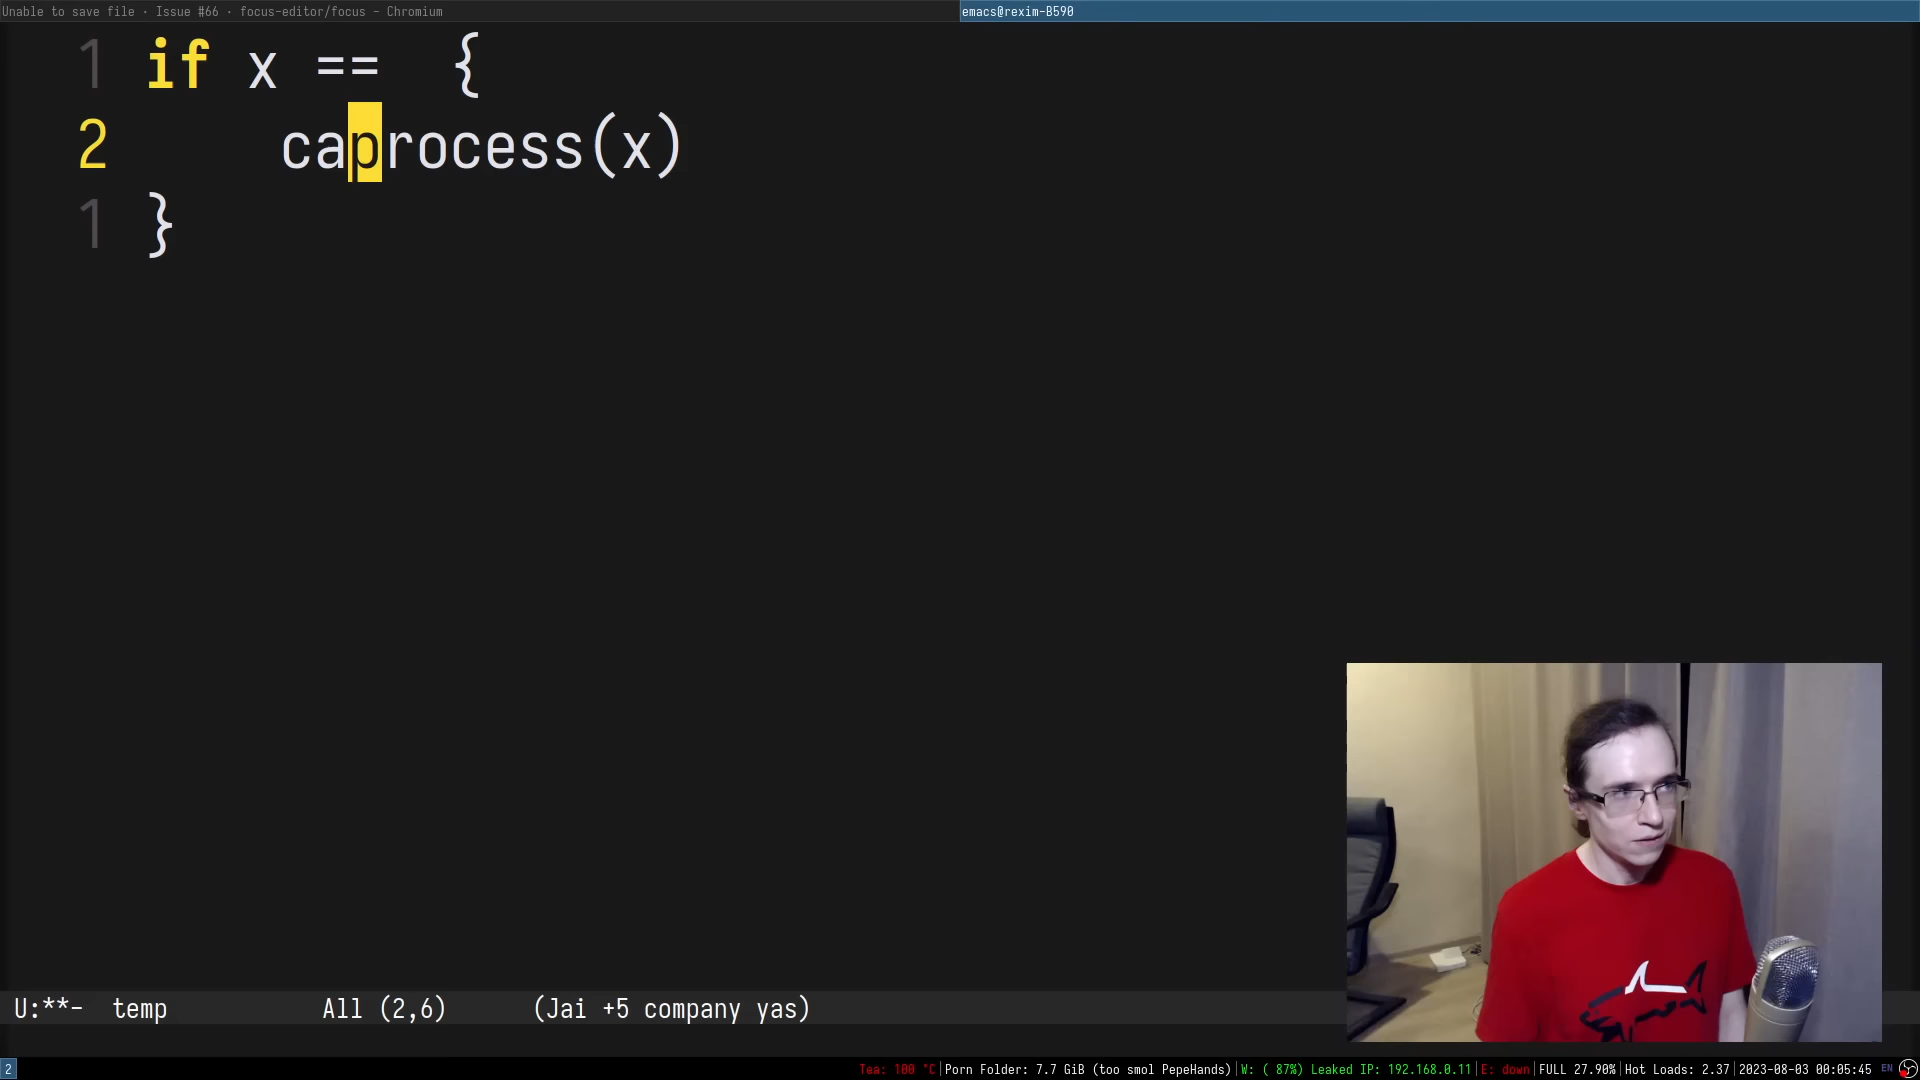 Unable to save file · Issue #66 · focus-editor/focus - Chromium
emacs@rexim-B590
1 if x ==  {
2     caprocess(x)
1 }
U:**-  temp  All (2,6)  (Jai +5 company yas)
2
Tea: 100 °C|Porn Folder: 7.7 GiB (too smol PepeHands)|W: ( 87%) Leaked IP: 192.168.0.11|E: down|FULL 27.90%|Hot Loads: 2.37|2023-08-03 00:05:45 EN